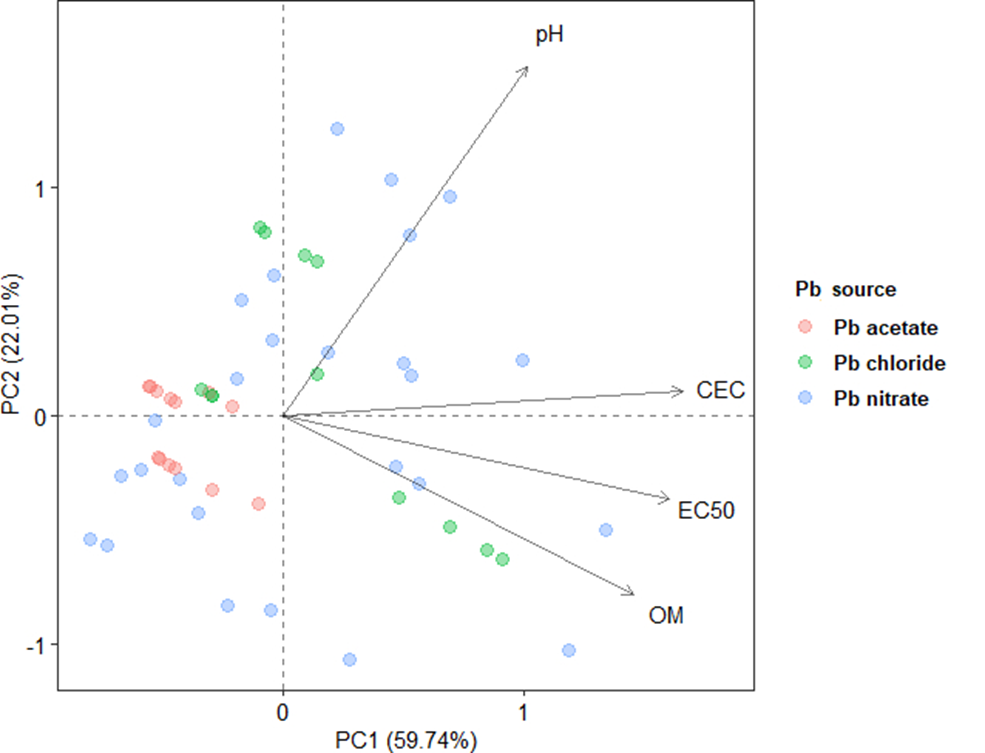 pH
1
PC2 (22.01%)
Pb source
Pb acetate
Pb chloride
Pb nitrate
CEC
0
EC50
OM
-1
0
1
PC1 (59.74%)